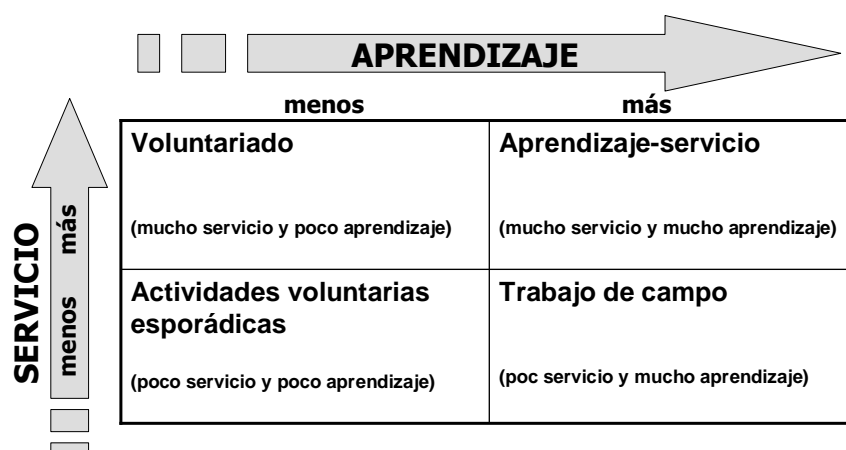 APRENDIZAJE
menos
más
SERVICIO
menos más
Voluntariado
(mucho servicio y poco aprendizaje)
Aprendizaje-servicio
(mucho servicio y mucho aprendizaje)
Actividades voluntarias
esporádicas
(poco servicio y poco aprendizaje)
Trabajo de campo
(poc servicio y mucho aprendizaje)